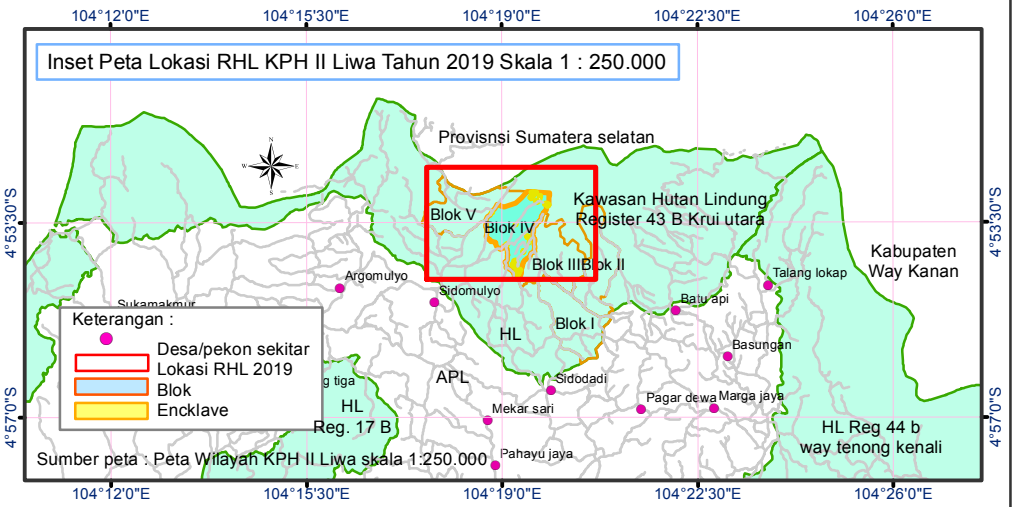 104°12'0"E 104°15'30"E 104°19'0"E 104°22'30"E 104°26'0"E
Inset Peta Lokasi RHL KPH II Liwa Tahun 2019 Skala 1 : 250.000
Provisnsi Sumatera selatan
N
W E
S
4°53'30"S
4°53'30"S
Kawasan Hutan Lindung
Register 43 B Krui utara
Blok V
Blok IV
Blok III
Blok II
Kabupaten
Way Kanan
Argomulyo
Talang lokap
Sidomulyo
Batu api
Sukamakmur
Blok I
HL
Basungan
Keterangan :
Desa/pekon sekitar
Lokasi RHL 2019
Blok
Encklave
g tiga
HL
Reg. 17 B
APL
Sidodadi
Pagar dewa
Marga jaya
Mekar sari
4°57'0"S
4°57'0"S
HL Reg 44 b
way tenong kenali
Sumber peta : Peta Wilayah KPH II Liwa skala 1:250.000
Pahayu jaya
104°12'0"E 104°15'30"E 104°19'0"E 104°22'30"E 104°26'0"E